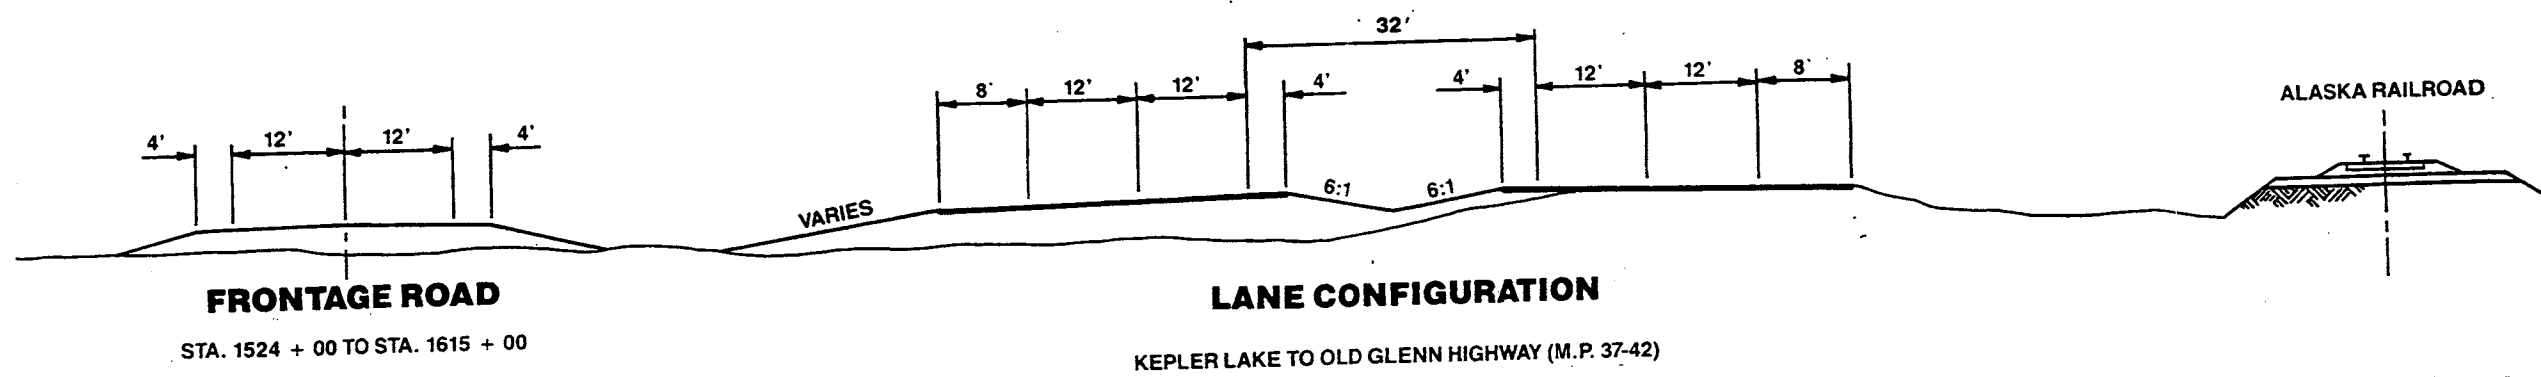 32'
8' 12' 12' 4' 4' 12' 12' 8'
ALASKA RAILROAD
4' 12' 12' 4'
VARIES 6:1 6:1
FRONTAGE ROAD
STA. 1524 + 00 TO STA. 1615 + 00
LANE CONFIGURATION
KEPLER LAKE TO OLD GLENN HIGHWAY (M.P. 37-42)